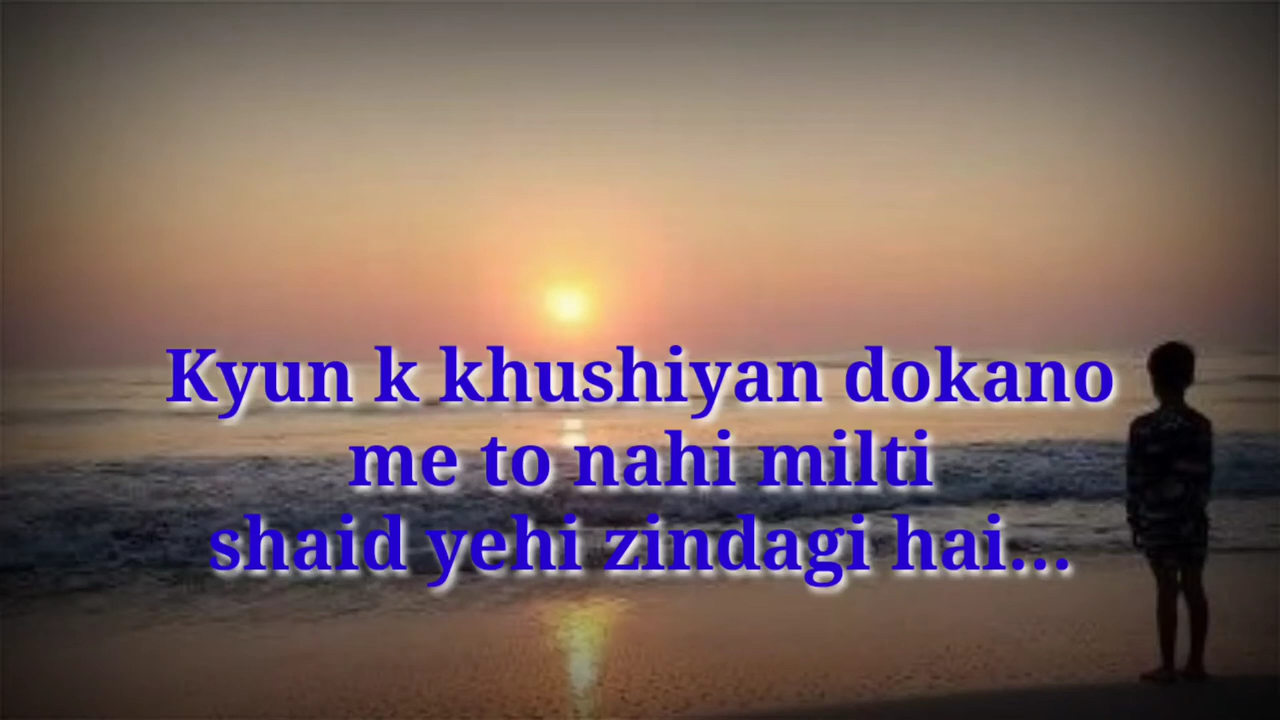 Kyun k khushiyan dokano
me to nahi milti
shaid yehi zindagi hai...